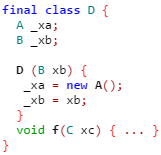 final class D {
  A _xa;
  B _xb;

  D (B xb) {
    _xa = new A();
    _xb = xb;
  }
  void f(C xc) { ... }
}